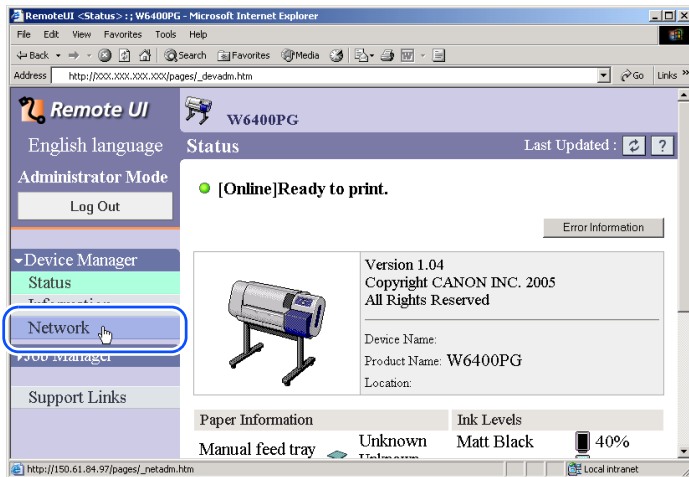 RemoteUI <Status> : ; W6400PG - Microsoft Internet Explorer
File Edit View Favorites Tools Help
Back Search Favorites Media
Address http://XXX.XXX.XXX.XXX/pages/_devadm.htm Go Links »
Remote UI
W6400PG
English language
Status Last Updated :
Administrator Mode
[Online]Ready to print.
Log Out
Error Information
Device Manager
Version 1.04
Status
Copyright CANON INC. 2005
Information
All Rights Reserved
Network
Device Name:
Job Manager
Product Name: W6400PG
Location:
Support Links
Paper Information Ink Levels
Manual feed tray Unknown Matt Black 40%
Unknown
http://150.61.84.97/pages/_netadm.htm Local intranet